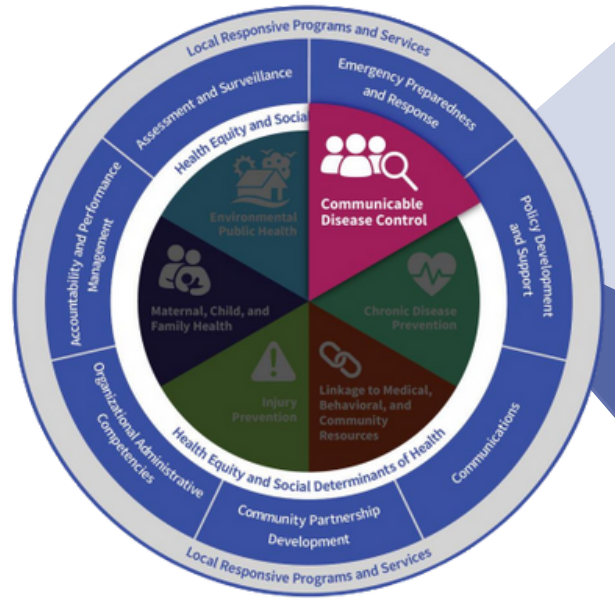 Local Responsive Programs and Services
Assessment and Surveillance
Emergency Preparedness
and Response
Health Equity and Social
Communicable
Disease Control
Environmental
Public Health
Accountability and Performance
Management
Policy Development
and Support
Maternal, Child, and
Family Health
Chronic Disease
Prevention
Injury
Prevention
Linkage to Medical,
Behavioral, and
Community
Resources
Organizational Administrative
Competencies
Communications
Health Equity and Social Determinants of Health
Community Partnership
Development
Local Responsive Programs and Services